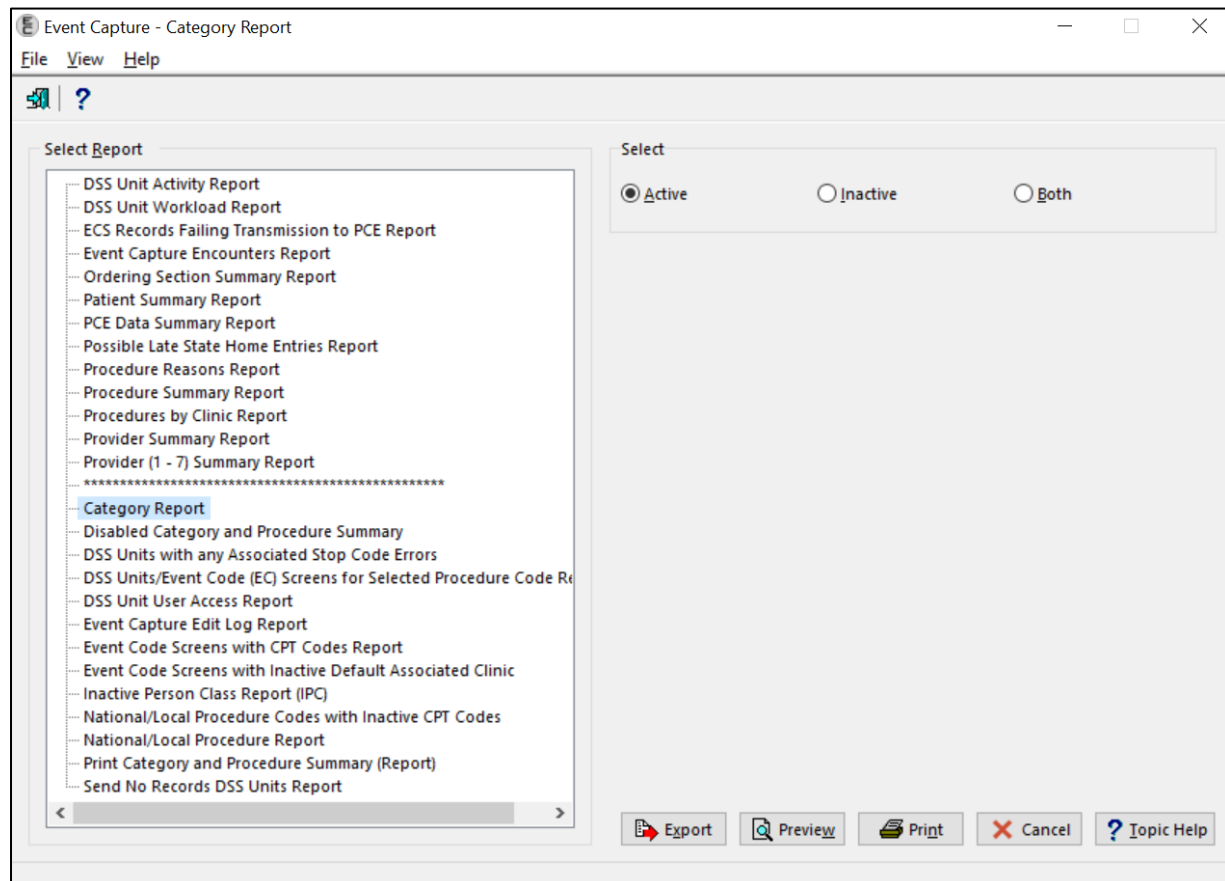 Event Capture - Category Report
File View Help
Select Report
DSS Unit Activity Report
DSS Unit Workload Report
ECS Records Failing Transmission to PCE Report
Event Capture Encounters Report
Ordering Section Summary Report
Patient Summary Report
PCE Data Summary Report
Possible Late State Home Entries Report
Procedure Reasons Report
Procedure Summary Report
Procedures by Clinic Report
Provider Summary Report
Provider (1 - 7) Summary Report
**************************************************
Category Report
Disabled Category and Procedure Summary
DSS Units with any Associated Stop Code Errors
DSS Units/Event Code (EC) Screens for Selected Procedure Code Re
DSS Unit User Access Report
Event Capture Edit Log Report
Event Code Screens with CPT Codes Report
Event Code Screens with Inactive Default Associated Clinic
Inactive Person Class Report (IPC)
National/Local Procedure Codes with Inactive CPT Codes
National/Local Procedure Report
Print Category and Procedure Summary (Report)
Send No Records DSS Units Report
Select
Active Inactive Both
Export Preview Print Cancel ? Topic Help